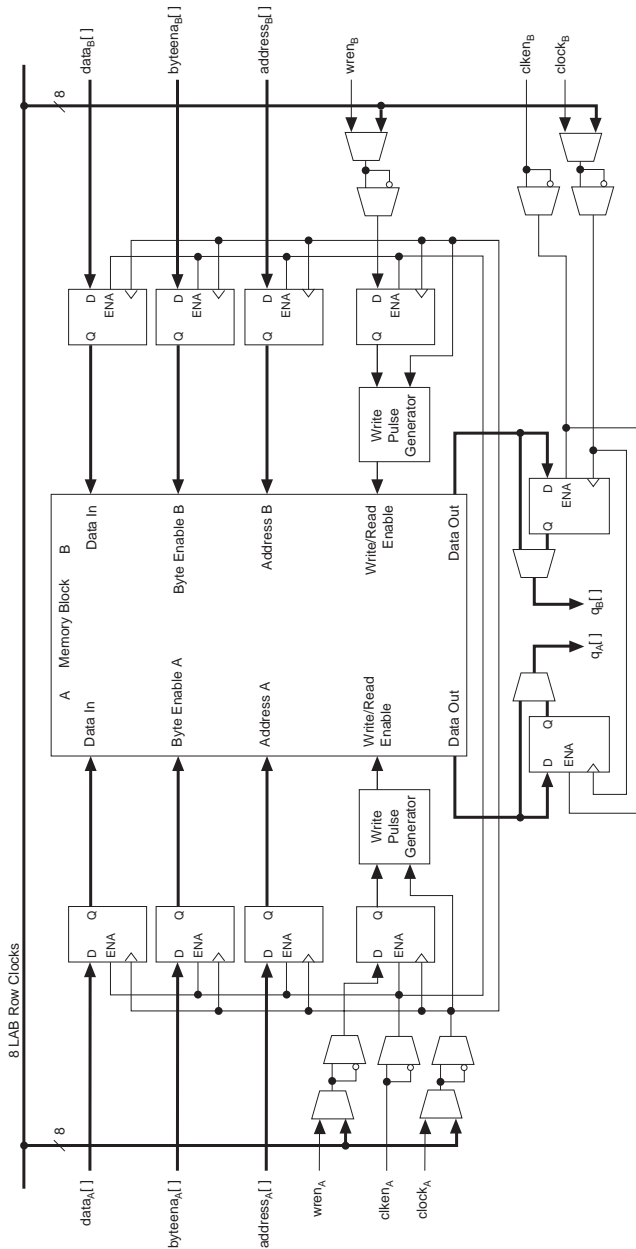 8 LAB Row Clocks
8
8
data_A[ ]
byteena_A[ ]
address_A[ ]
wren_A
clken_A
clock_A
D
Q
ENA
D
Q
ENA
D
Q
ENA
D
Q
ENA
Write
Pulse
Generator
A
Memory Block
B
Data In
Data In
Byte Enable A
Byte Enable B
Address A
Address B
Write/Read
Enable
Write/Read
Enable
Data Out
Data Out
Write
Pulse
Generator
Q
D
ENA
Q
D
ENA
Q
D
ENA
Q
D
ENA
data_B[ ]
byteena_B[ ]
address_B[ ]
wren_B
clken_B
clock_B
D
Q
ENA
Q
D
ENA
q_A[ ]
q_B[ ]